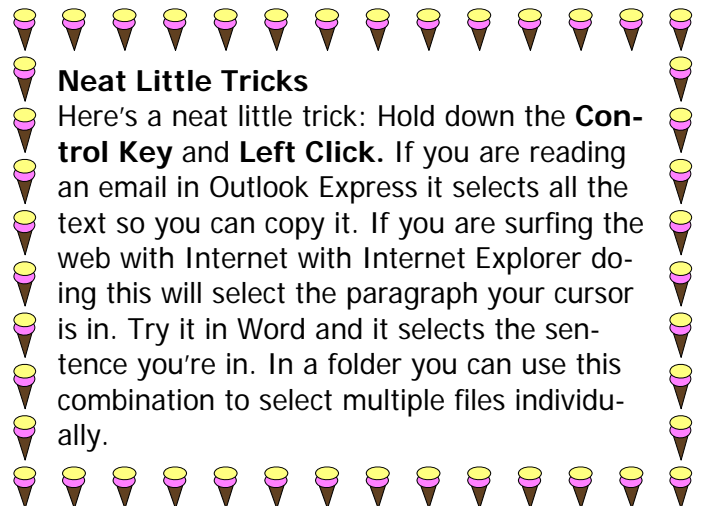 Neat Little Tricks
Here's a neat little trick: Hold down the Con-
trol Key and Left Click. If you are reading
an email in Outlook Express it selects all the
text so you can copy it. If you are surfing the
web with Internet with Internet Explorer do-
ing this will select the paragraph your cursor
is in. Try it in Word and it selects the sen-
tence you're in. In a folder you can use this
combination to select multiple files individu-
ally.